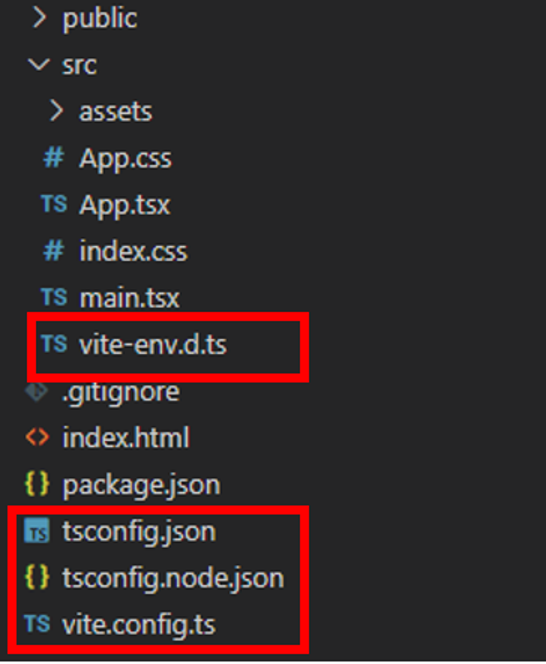 public
src
assets
# App.css
TS App.tsx
# index.css
TS main.tsx
TS vite-env.d.ts
.gitignore
<> index.html
{} package.json
TS tsconfig.json
{} tsconfig.node.json
TS vite.config.ts